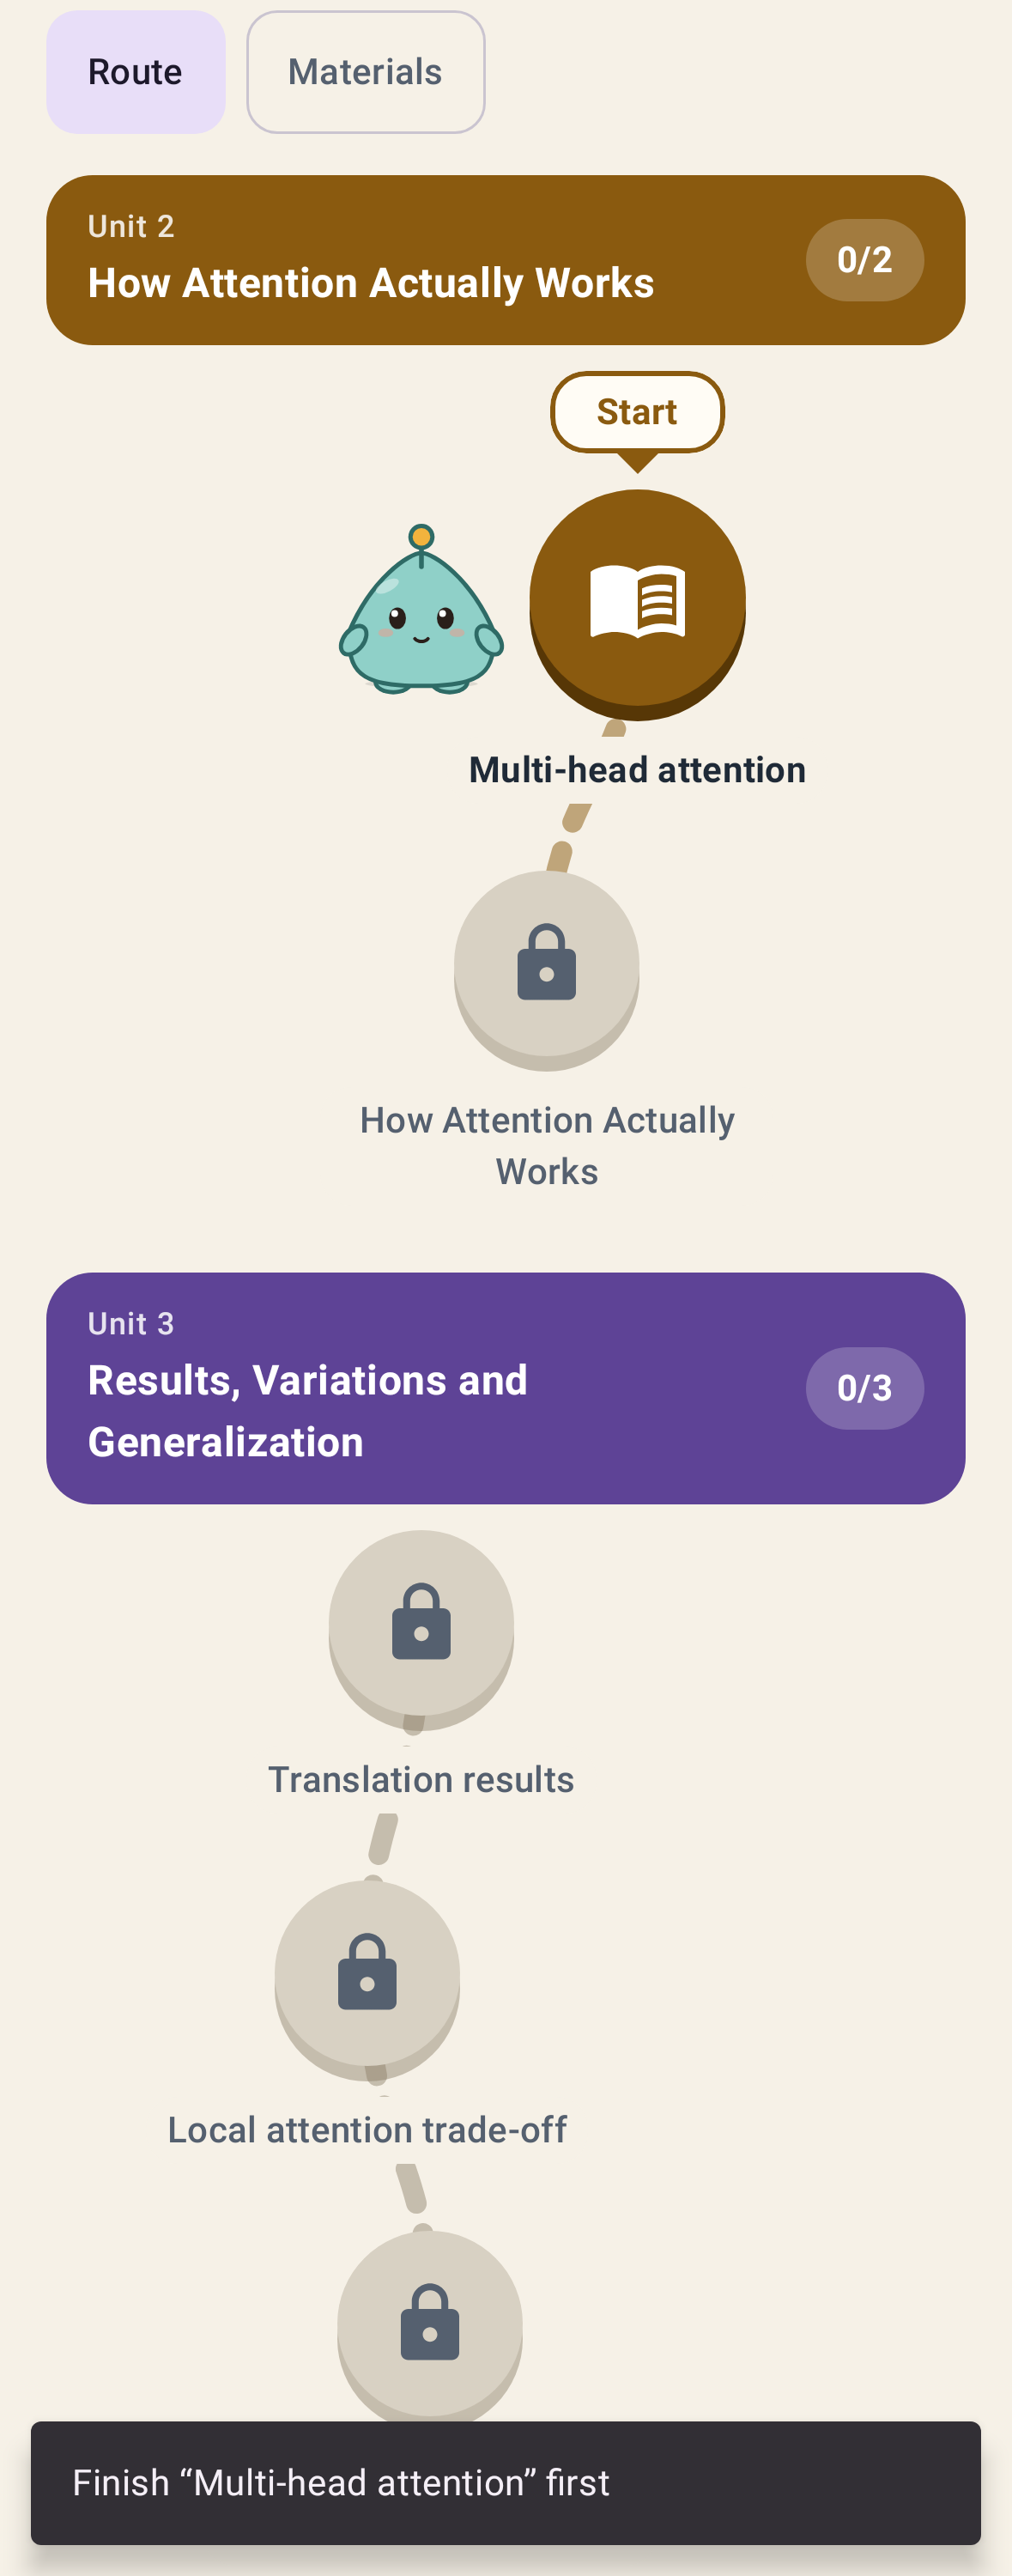 Route
Materials
Unit 2
How Attention Actually Works
0/2
Start
Multi-head attention
How Attention Actually
Works
Unit 3
Results, Variations and
Generalization
0/3
Translation results
Local attention trade-off
Finish “Multi-head attention” first